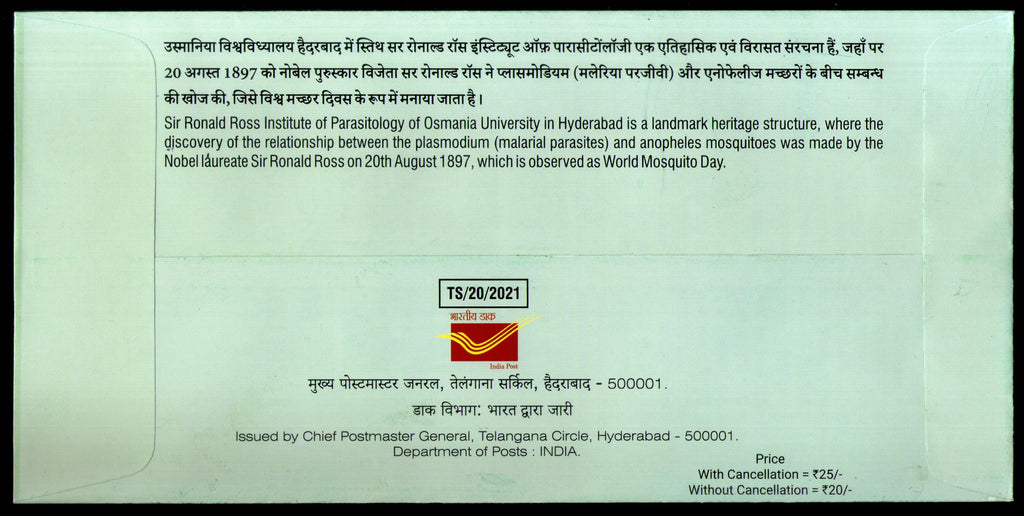 उस्मानिया विश्वविध्यालय हैदरबाद में स्तिथ सर रोनाल्ड रॉस इंस्टिट्यूट ऑफ़ पारासीटोंलॉजी एक एतिहासिक एवं विरासत संरचना हैं, जहाँ पर
20 अगस्त 1897 को नोबेल पुरुस्कार विजेता सर रोनाल्ड रॉस ने प्लासमोडियम (मलेरिया परजीवी) और एनोफेलीज मच्छरों के बीच सम्बन्ध
की खोज की, जिसे विश्व मच्छर दिवस के रूप में मनाया जाता है।
Sir Ronald Ross Institute of Parasitology of Osmania University in Hyderabad is a landmark heritage structure, where the
discovery of the relationship between the plasmodium (malarial parasites) and anopheles mosquitoes was made by the
Nobel laureate Sir Ronald Ross on 20th August 1897, which is observed as World Mosquito Day.
TS/20/2021
भारतीय डाक
India Post
मुख्य पोस्टमास्टर जनरल, तेलंगाना सर्किल, हैदराबाद - 500001.
डाक विभाग: भारत द्वारा जारी
Issued by Chief Postmaster General, Telangana Circle, Hyderabad - 500001.
Department of Posts : INDIA.
Price
With Cancellation = ₹25/-
Without Cancellation = ₹20/-